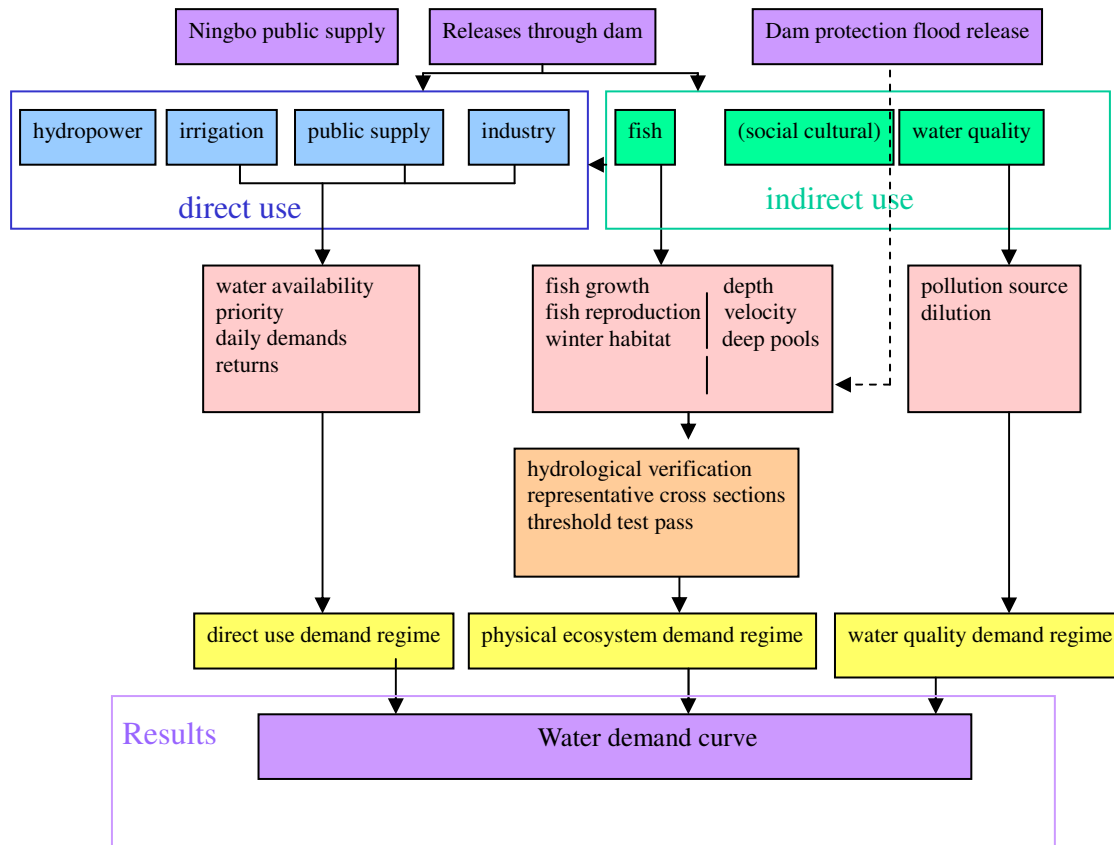 Ningbo public supply
Releases through dam
Dam protection flood release
hydropower
irrigation
public supply
industry
fish
(social cultural)
water quality
direct use
indirect use
water availability
priority
daily demands
returns
fish growth
fish reproduction
winter habitat
depth
velocity
deep pools
pollution source
dilution
hydrological verification
representative cross sections
threshold test pass
direct use demand regime
physical ecosystem demand regime
water quality demand regime
Results
Water demand curve